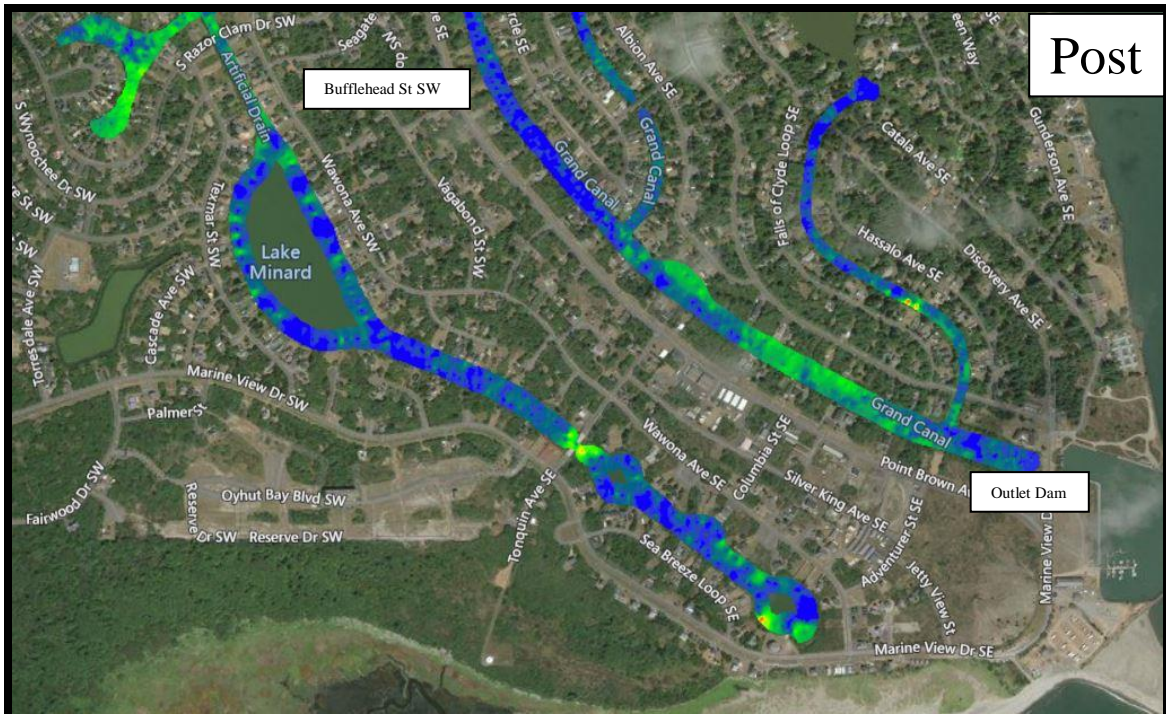 Post
Bufflehead St SW
Outlet Dam
S Razor Clam Dr SW
Artificial Drain
S Wynoochee Dr SW
Texmar St SW
Wawona Ave SW
Vagabond St SW
Lake
Minard
Torresdale Ave SW
Cascade Ave SW
Marine View Dr SW
Palmer St
Fairwood Dr SW
Reserve
Dr SW
Reserve Dr SW
Oyhut Bay Blvd SW
Tonquin Ave SE
Grand Canal
Grand Canal
Albion Ave SE
Falls of Clyde Loop SE
Catala Ave SE
Hassalo Ave SE
Discovery Ave SE
Gunderson Ave SE
Grand Canal
Point Brown
Wawona Ave SE
Columbia St SE
Silver King Ave SE
Adventurer St SE
Jetty View St
Sea Breeze Loop SE
Marine View Dr SE
Marine View